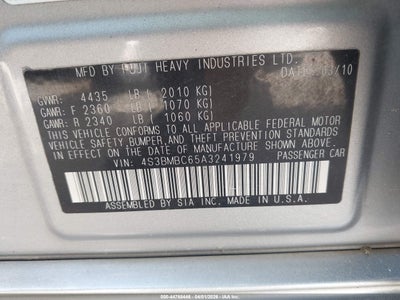 MFD BY FUJI HEAVY INDUSTRIES LTD.
DATE: 03/10
GVWR: 4435 LB ( 2010 KG)
GAWR: F 2360 LB ( 1070 KG)
GAWR: R 2340 LB ( 1060 KG)
THIS VEHICLE CONFORMS TO ALL APPLICABLE FEDERAL MOTOR
VEHICLE SAFETY, BUMPER, AND THEFT PREVENTION STANDARDS
IN EFFECT ON THE DATE OF MANUFACTURE SHOWN ABOVE.
VIN: 4S3BMBC65A3241979 PASSENGER CAR
ASSEMBLED BY SIA INC. IN U.S.A.